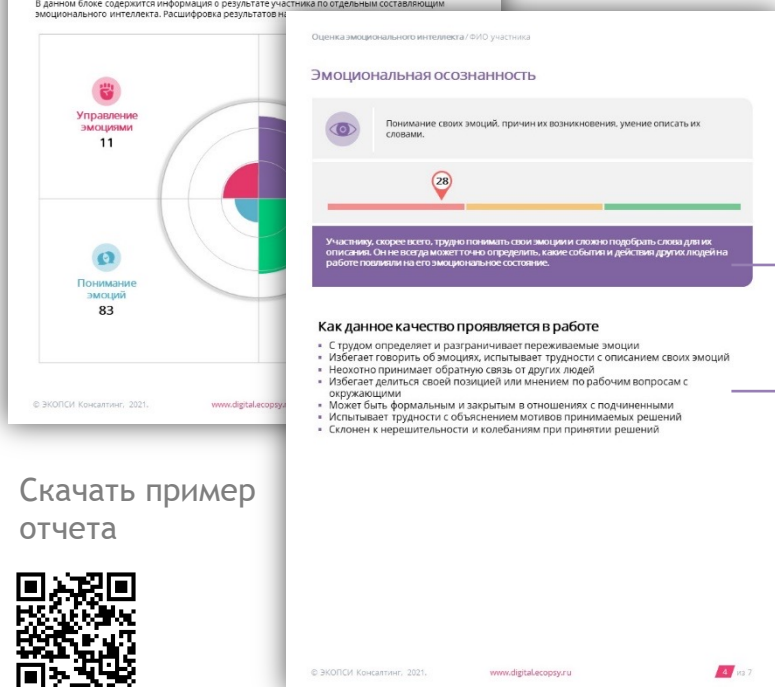 В данном блоке содержится информация о результате участника по отдельным составляющим
эмоционального интеллекта. Расшифровка результатов
Управление
эмоциями
11
Понимание
эмоций
83
© ЭКОПСИ Консалтинг, 2021.
www.digital.ecopsy.
Скачать пример
отчета
Оценка эмоционального интеллекта / ФИО участника
Эмоциональная осознанность
Понимание своих эмоций, причин их возникновения, умение описать их
словами.
28
Участнику, скорее всего, трудно понимать свои эмоции и сложно подобрать слова для их
описания. Он не всегда может точно определить, какие события и действия других людей на
работе повлияли на его эмоциональное состояние.
Как данное качество проявляется в работе
▪ С трудом определяет и разграничивает переживаемые эмоции
▪ Избегает говорить об эмоциях, испытывает трудности с описанием своих эмоций
▪ Неохотно принимает обратную связь от других людей
▪ Избегает делиться своей позицией или мнением по рабочим вопросам с
окружающими
▪ Может быть формальным и закрытым в отношениях с подчиненными
▪ Испытывает трудности с объяснением мотивов принимаемых решений
▪ Склонен к нерешительности и колебаниям при принятии решений
© ЭКОПСИ Консалтинг, 2021.
www.digital.ecopsy.ru
4 из 7